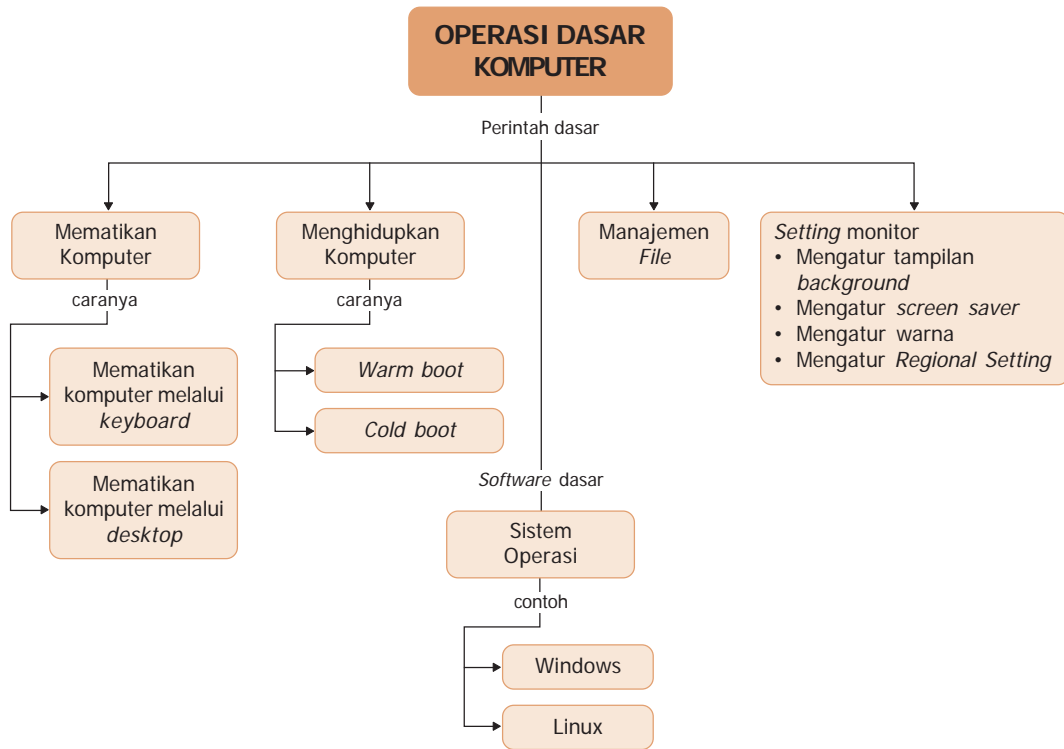 OPERASI DASAR
KOMPUTER
Perintah dasar
Mematikan
Komputer
caranya
Mematikan
komputer melalui
keyboard
Mematikan
komputer melalui
desktop
Menghidupkan
Komputer
caranya
Warm boot
Cold boot
Software dasar
Sistem
Operasi
contoh
Windows
Linux
Manajemen
File
Setting monitor
• Mengatur tampilan
background
• Mengatur screen saver
• Mengatur warna
• Mengatur Regional Setting